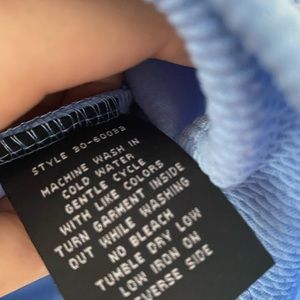 STYLE 30-60033
MACHINE WASH IN
COLD WATER
GENTLE CYCLE
WITH LIKE COLORS
TURN GARMENT INSIDE
OUT WHILE WASHING
NO BLEACH
TUMBLE DRY LOW
LOW IRON ON
REVERSE SIDE